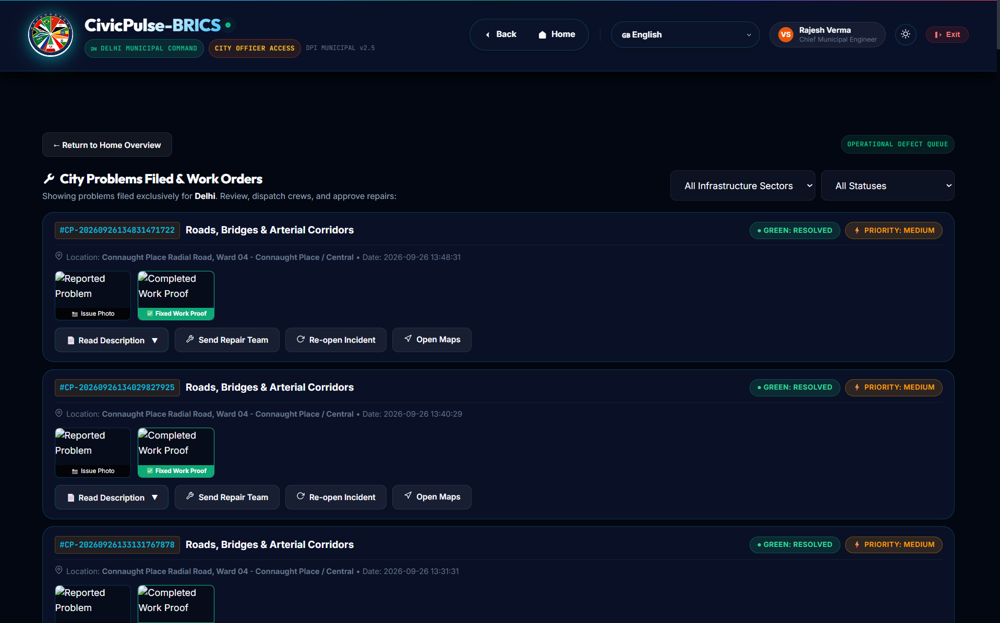 CivicPulse-BRICS
IN DELHI MUNICIPAL COMMAND
CITY OFFICER ACCESS
DPI MUNICIPAL v2.5
Back
Home
GB English
VS
Rajesh Verma
Chief Municipal Engineer
Exit
← Return to Home Overview
OPERATIONAL DEFECT QUEUE
City Problems Filed & Work Orders
Showing problems filed exclusively for Delhi. Review, dispatch crews, and approve repairs:
All Infrastructure Sectors
All Statuses
#CP-20260926134831471722
Roads, Bridges & Arterial Corridors
● GREEN: RESOLVED
PRIORITY: MEDIUM
Location: Connaught Place Radial Road, Ward 04 - Connaught Place / Central • Date: 2026-09-26 13:48:31
Reported
Problem
Issue Photo
Completed
Work Proof
Fixed Work Proof
Read Description ▼
Send Repair Team
Re-open Incident
Open Maps
#CP-20260926134029827925
Roads, Bridges & Arterial Corridors
● GREEN: RESOLVED
PRIORITY: MEDIUM
Location: Connaught Place Radial Road, Ward 04 - Connaught Place / Central • Date: 2026-09-26 13:40:29
Reported
Problem
Issue Photo
Completed
Work Proof
Fixed Work Proof
Read Description ▼
Send Repair Team
Re-open Incident
Open Maps
#CP-20260926133131767878
Roads, Bridges & Arterial Corridors
● GREEN: RESOLVED
PRIORITY: MEDIUM
Location: Connaught Place Radial Road, Ward 04 - Connaught Place / Central • Date: 2026-09-26 13:31:31
Reported
Problem
Completed
Work Proof